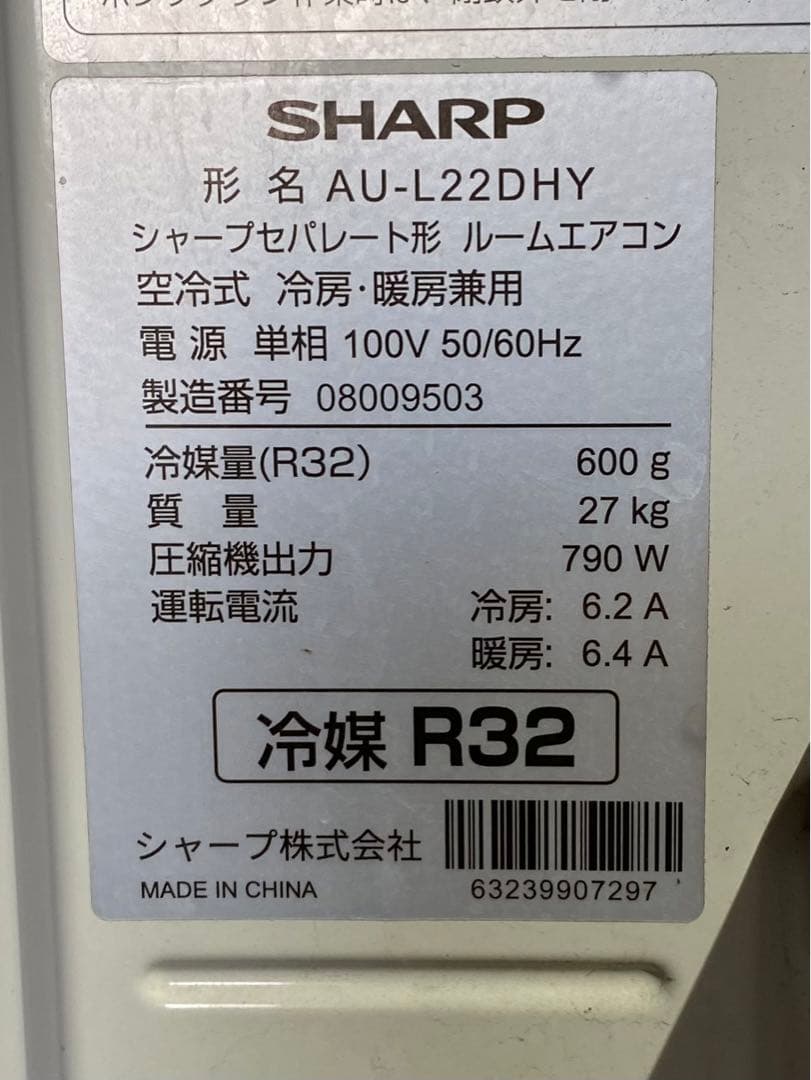 SHARP
形 名 AU-L22DHY
シャープセパレート形 ルームエアコン
空冷式 冷房・暖房兼用
電 源 単相 100V 50/60Hz
製造番号 08009503
冷媒量(R32) 600 g
質 量 27 kg
圧縮機出力 790 W
運転電流 冷房: 6.2 A
暖房: 6.4 A
冷媒 R32
シャープ株式会社
MADE IN CHINA
63239907297